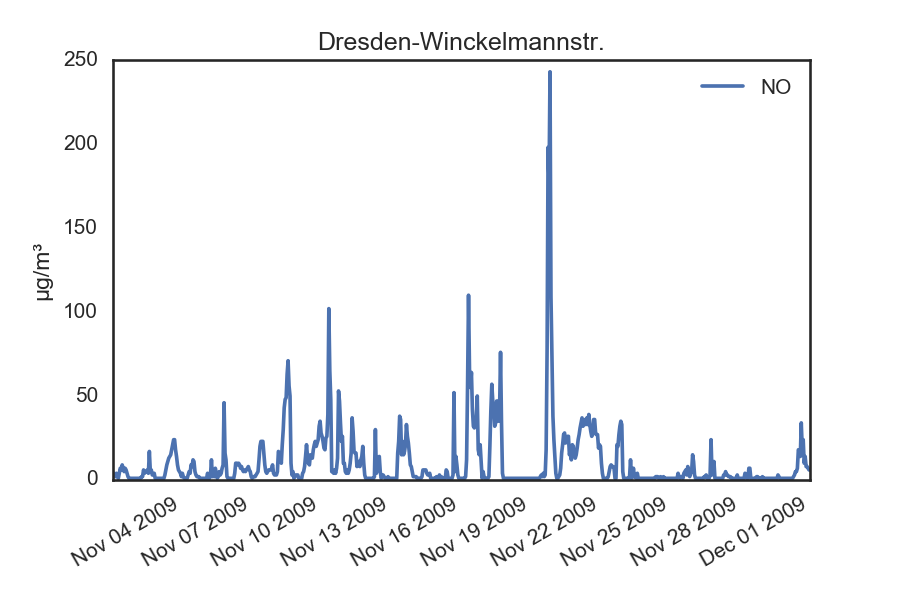 Dresden-Winckelmannstr.
NO
µg/m³
250
200
150
100
50
0
Nov 04 2009
Nov 07 2009
Nov 10 2009
Nov 13 2009
Nov 16 2009
Nov 19 2009
Nov 22 2009
Nov 25 2009
Nov 28 2009
Dec 01 2009